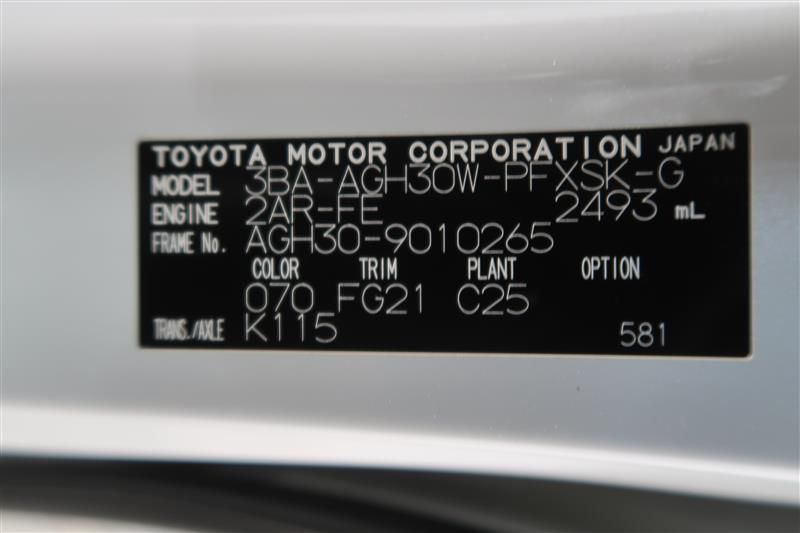 TOYOTA MOTOR CORPORATION JAPAN
MODEL 3BA-AGH30W-PFXSK-G
ENGINE 2AR-FE 2493 mL
FRAME No. AGH30-9010265
COLOR TRIM PLANT OPTION
070 FG21 C25
TRANS./AXLE K115 581